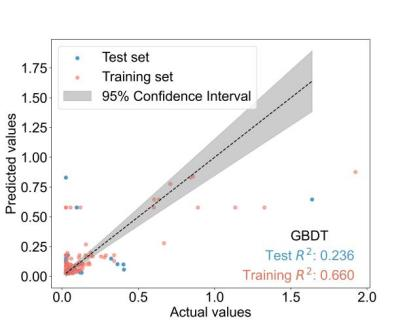 Test set
Training set
95% Confidence Interval
Predicted values
1.75
1.50
1.25
1.00
0.75
0.50
0.25
0.00
GBDT
Test R²: 0.236
Training R²: 0.660
0.0
0.5
1.0
1.5
2.0
Actual values